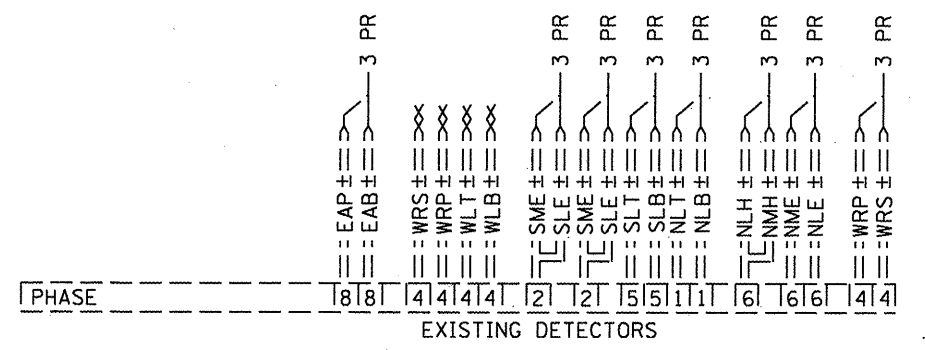 3 PR 3 PR 3 PR 3 PR 3 PR 3 PR 3 PR 3 PR
EAP ± EAB ± WRS ± WRP ± WLT ± WLB ± SME ± SLE ± SME ± SLE ± SLT ± SLB ± NLT ± NLB ± NLH ± NMH ± NME ± NLE ± WRP ± WRS ±
PHASE 8 8 4 4 4 4 2 2 5 5 1 1 6 6 6 4 4
EXISTING DETECTORS